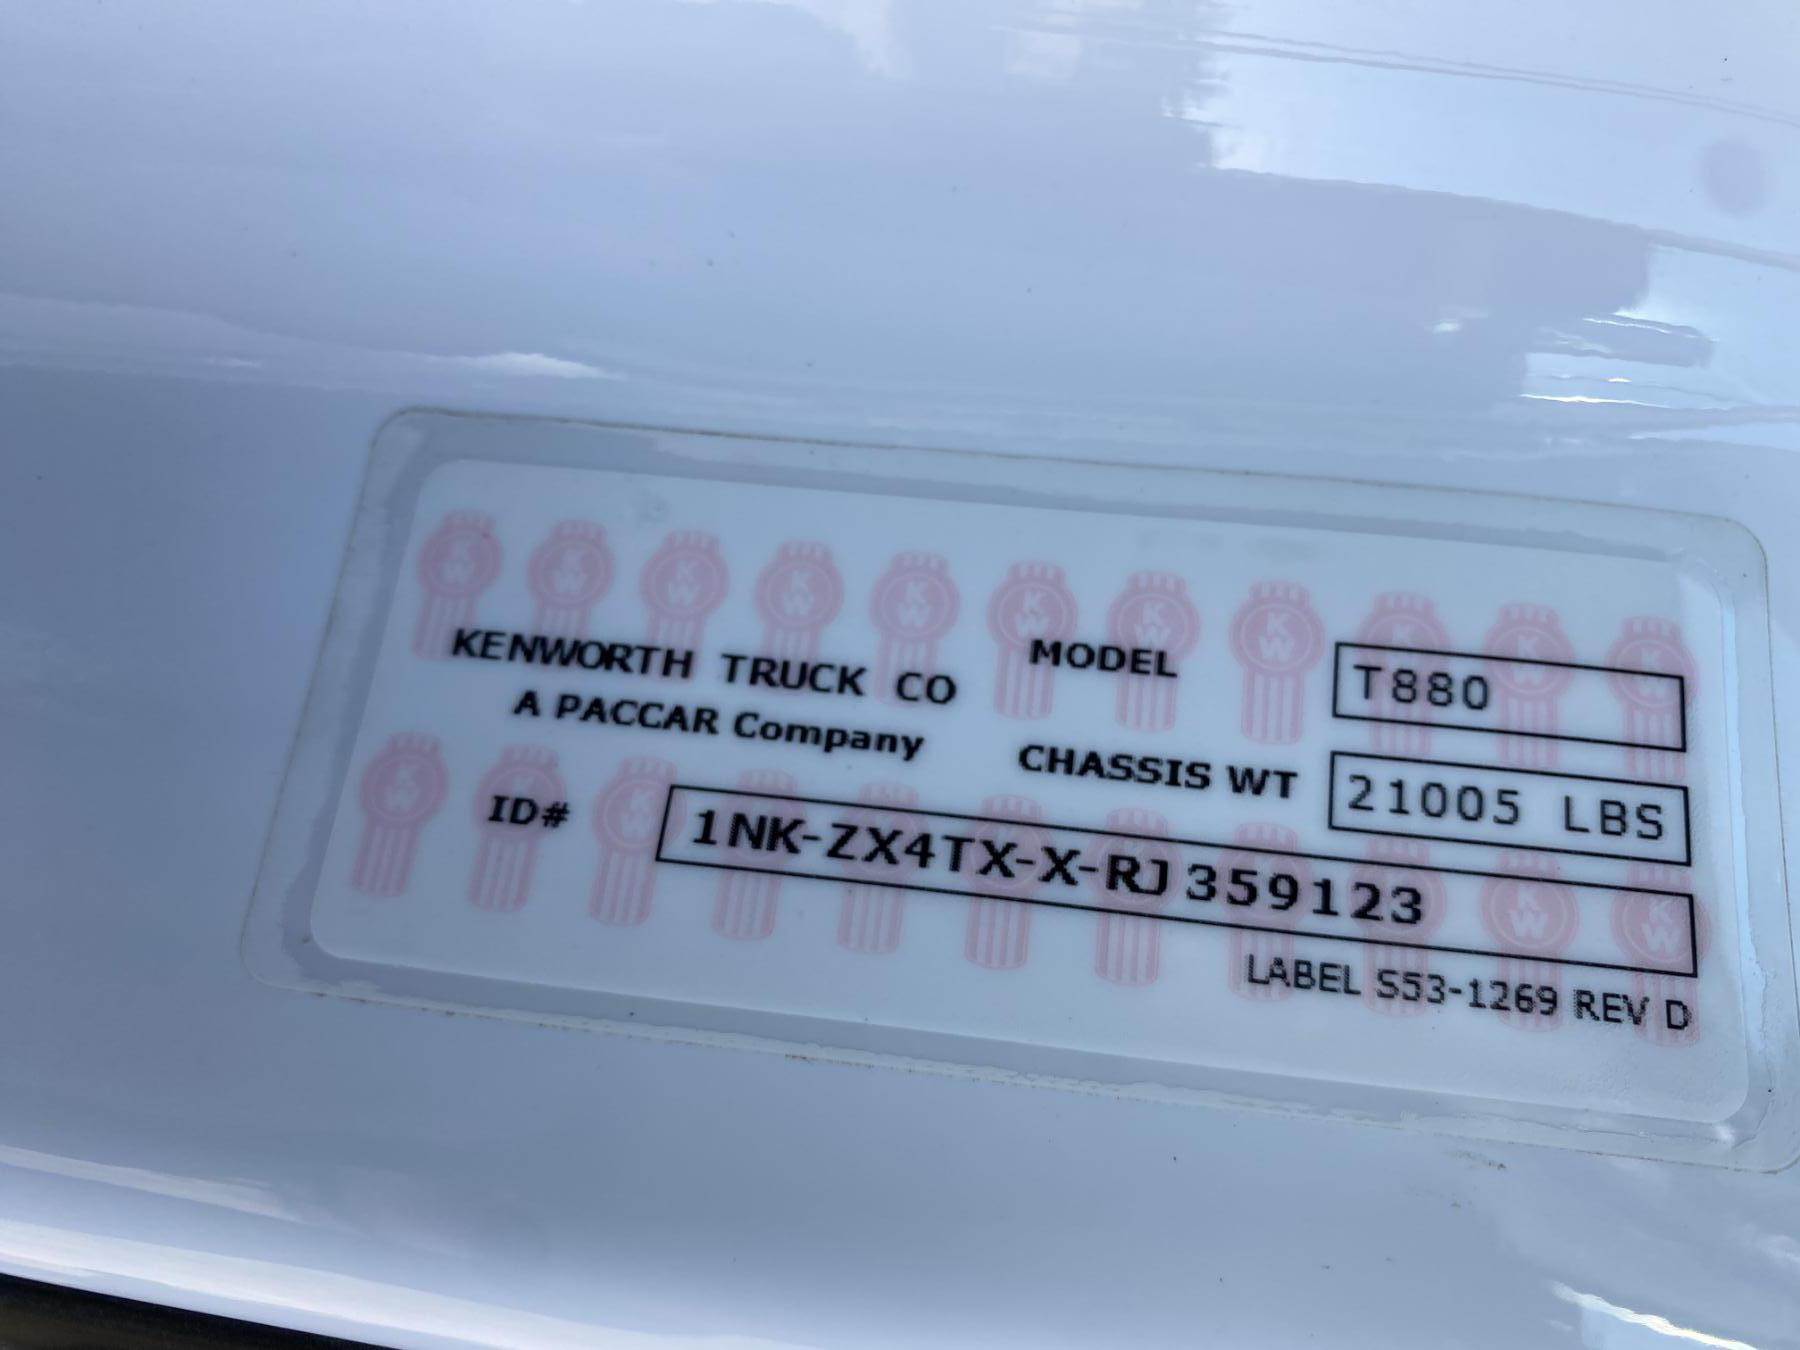 KENWORTH TRUCK CO
A PACCAR Company
MODEL T880
CHASSIS WT 21005 LBS
ID# 1NK-ZX4TX-X-RJ359123
LABEL S53-1269 REV D